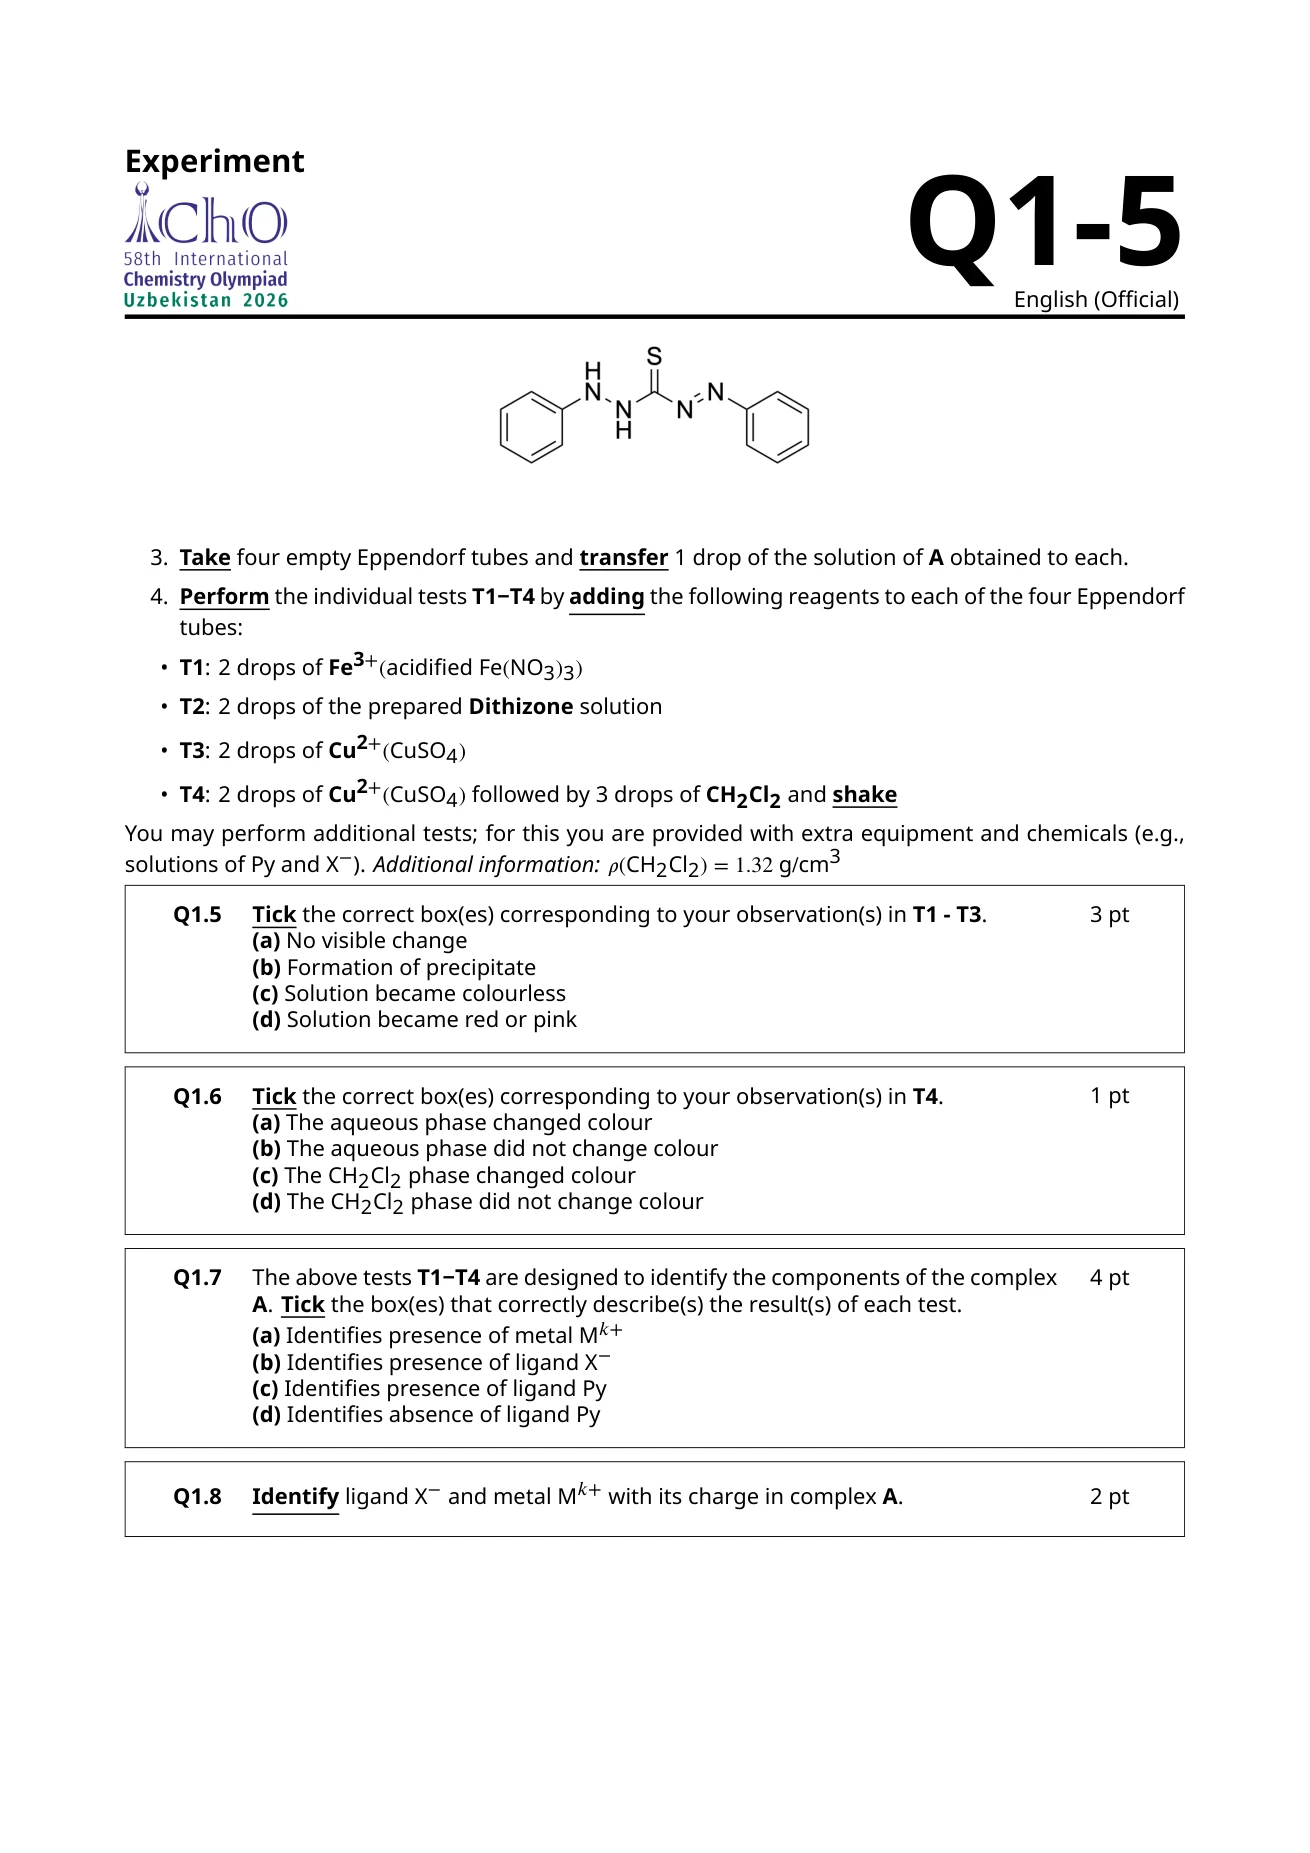 Experiment
IChO
58th International
Chemistry Olympiad
Uzbekistan 2026
Q1-5
English (Official)
H
N
N
H
S
N
N
3. Take four empty Eppendorf tubes and transfer 1 drop of the solution of A obtained to each.
4. Perform the individual tests T1−T4 by adding the following reagents to each of the four Eppendorf
tubes:
• T1: 2 drops of Fe³⁺(acidified Fe(NO₃)₃)
• T2: 2 drops of the prepared Dithizone solution
• T3: 2 drops of Cu²⁺(CuSO₄)
• T4: 2 drops of Cu²⁺(CuSO₄) followed by 3 drops of CH₂Cl₂ and shake
You may perform additional tests; for this you are provided with extra equipment and chemicals (e.g.,
solutions of Py and X⁻). Additional information: ρ(CH₂Cl₂) = 1.32 g/cm³
Q1.5 Tick the correct box(es) corresponding to your observation(s) in T1 - T3. 3 pt
(a) No visible change
(b) Formation of precipitate
(c) Solution became colourless
(d) Solution became red or pink
Q1.6 Tick the correct box(es) corresponding to your observation(s) in T4. 1 pt
(a) The aqueous phase changed colour
(b) The aqueous phase did not change colour
(c) The CH₂Cl₂ phase changed colour
(d) The CH₂Cl₂ phase did not change colour
Q1.7 The above tests T1−T4 are designed to identify the components of the complex 4 pt
A. Tick the box(es) that correctly describe(s) the result(s) of each test.
(a) Identifies presence of metal Mᵏ⁺
(b) Identifies presence of ligand X⁻
(c) Identifies presence of ligand Py
(d) Identifies absence of ligand Py
Q1.8 Identify ligand X⁻ and metal Mᵏ⁺ with its charge in complex A. 2 pt